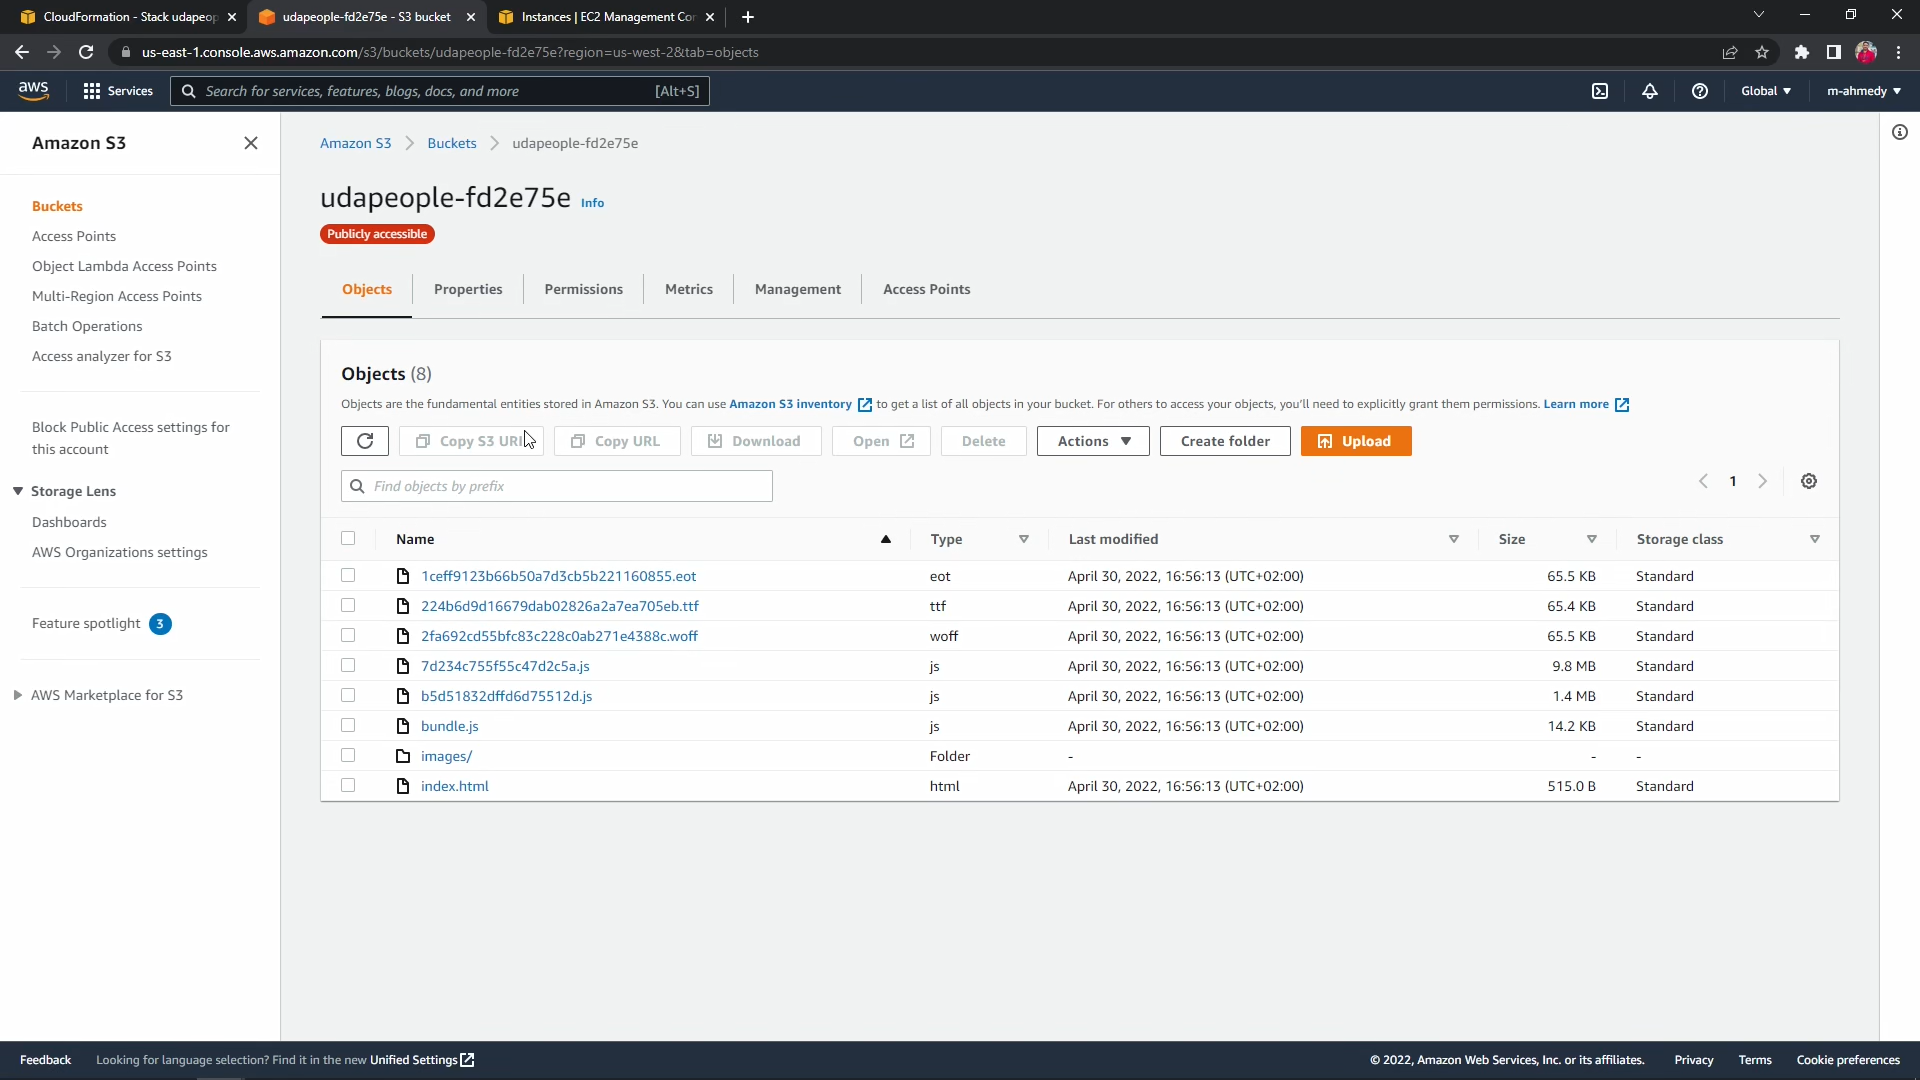 CloudFormation - Stack udapeop
udapeople-fd2e75e - S3 bucket
Instances | EC2 Management Cor
us-east-1.console.aws.amazon.com/s3/buckets/udapeople-fd2e75e?region=us-west-2&tab=objects
aws
Services
Search for services, features, blogs, docs, and more
[Alt+S]
Global
m-ahmedy
Amazon S3
Buckets
Access Points
Object Lambda Access Points
Multi-Region Access Points
Batch Operations
Access analyzer for S3
Block Public Access settings for
this account
Storage Lens
Dashboards
AWS Organizations settings
Feature spotlight 3
AWS Marketplace for S3
Amazon S3 > Buckets > udapeople-fd2e75e
udapeople-fd2e75e Info
Publicly accessible
Objects
Properties
Permissions
Metrics
Management
Access Points
Objects (8)
Objects are the fundamental entities stored in Amazon S3. You can use Amazon S3 inventory to get a list of all objects in your bucket. For others to access your objects, you'll need to explicitly grant them permissions. Learn more
Copy S3 URI
Copy URL
Download
Open
Delete
Actions
Create folder
Upload
Find objects by prefix
1
Name Type Last modified Size Storage class
1ceff9123b66b50a7d3cb5b221160855.eot eot April 30, 2022, 16:56:13 (UTC+02:00) 65.5 KB Standard
224b6d9d16679dab02826a2a7ea705eb.ttf ttf April 30, 2022, 16:56:13 (UTC+02:00) 65.4 KB Standard
2fa692cd55bfc83c228c0ab271e4388c.woff woff April 30, 2022, 16:56:13 (UTC+02:00) 65.5 KB Standard
7d234c755f55c47d2c5a.js js April 30, 2022, 16:56:13 (UTC+02:00) 9.8 MB Standard
b5d51832dffd6d75512d.js js April 30, 2022, 16:56:13 (UTC+02:00) 1.4 MB Standard
bundle.js js April 30, 2022, 16:56:13 (UTC+02:00) 14.2 KB Standard
images/ Folder - - -
index.html html April 30, 2022, 16:56:13 (UTC+02:00) 515.0 B Standard
Feedback
Looking for language selection? Find it in the new Unified Settings
© 2022, Amazon Web Services, Inc. or its affiliates.
Privacy
Terms
Cookie preferences